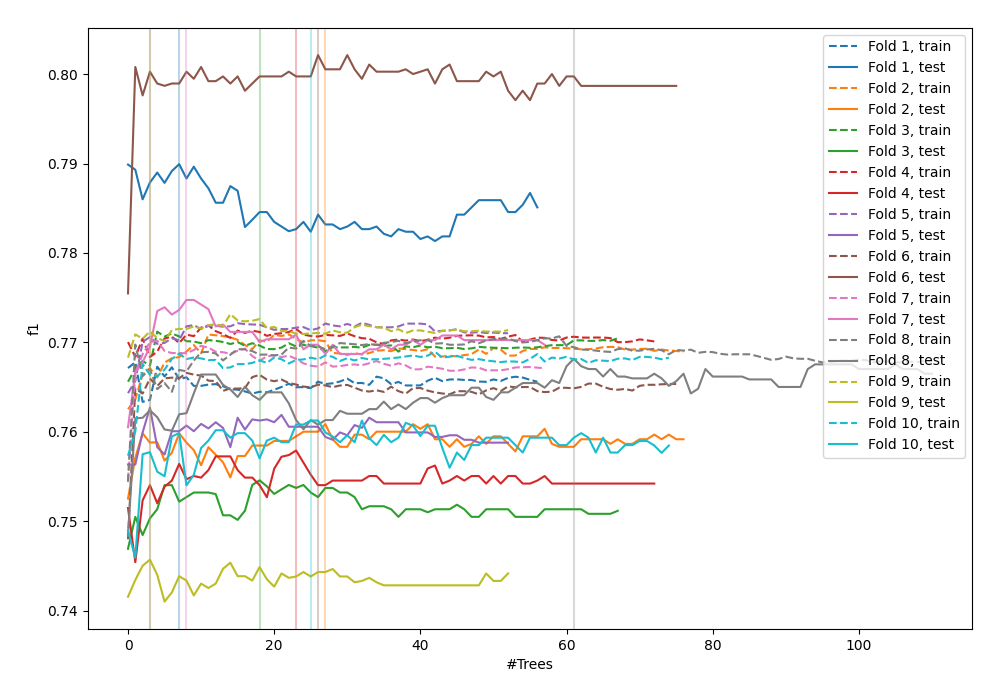 0.80
0.79
0.78
0.77
0.76
0.75
0.74
f1
0 20 40 60 80 100
#Trees
Fold 1, train
Fold 1, test
Fold 2, train
Fold 2, test
Fold 3, train
Fold 3, test
Fold 4, train
Fold 4, test
Fold 5, train
Fold 5, test
Fold 6, train
Fold 6, test
Fold 7, train
Fold 7, test
Fold 8, train
Fold 8, test
Fold 9, train
Fold 9, test
Fold 10, train
Fold 10, test